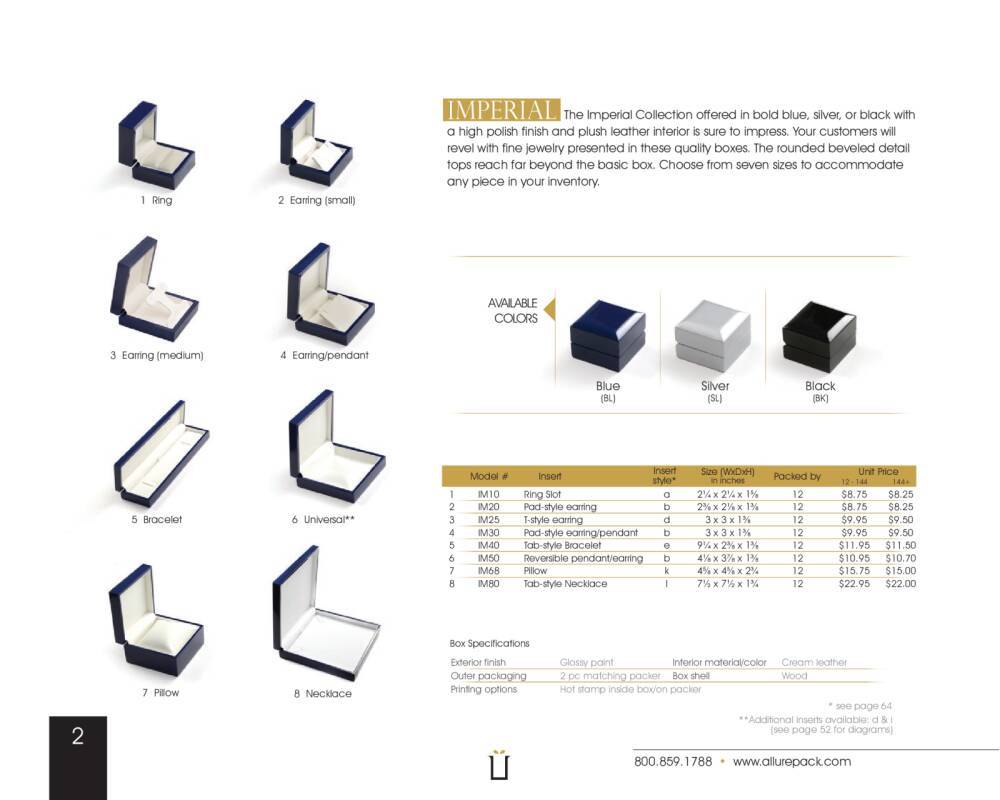 IMPERIAL The Imperial Collection offered in bold blue, silver, or black with
a high polish finish and plush leather interior is sure to impress. Your customers will
revel with fine jewelry presented in these quality boxes. The rounded beveled detail
tops reach far beyond the basic box. Choose from seven sizes to accommodate
any piece in your inventory.
1 Ring
2 Earring (small)
3 Earring (medium)
4 Earring/pendant
5 Bracelet
6 Universal**
7 Pillow
8 Necklace
AVAILABLE
COLORS
Blue
(BL)
Silver
(SL)
Black
(BK)
Model # Insert Insert style* Size (WxDxH) in inches Packed by Unit Price
12 - 144 144+
1 IM10 Ring Slot a 2¼ x 2¼ x 1⅝ 12 $8.75 $8.25
2 IM20 Pad-style earring b 2⅜ x 2⅛ x 1⅜ 12 $8.75 $8.25
3 IM25 T-style earring d 3 x 3 x 1⅜ 12 $9.95 $9.50
4 IM30 Pad-style earring/pendant b 3 x 3 x 1⅜ 12 $9.95 $9.50
5 IM40 Tab-style Bracelet e 9¼ x 2⅜ x 1⅜ 12 $11.95 $11.50
6 IM50 Reversible pendant/earring b 4⅛ x 3⅞ x 1⅜ 12 $10.95 $10.70
7 IM68 Pillow k 4⅜ x 4⅜ x 2¾ 12 $15.75 $15.00
8 IM80 Tab-style Necklace l 7½ x 7½ x 1¾ 12 $22.95 $22.00
Box Specifications
Exterior finish Glossy paint Interior material/color Cream leather
Outer packaging 2 pc matching packer Box shell Wood
Printing options Hot stamp inside box/on packer
* see page 64
**Additional inserts available: d & i
(see page 52 for diagrams)
2
800.859.1788 • www.allurepack.com